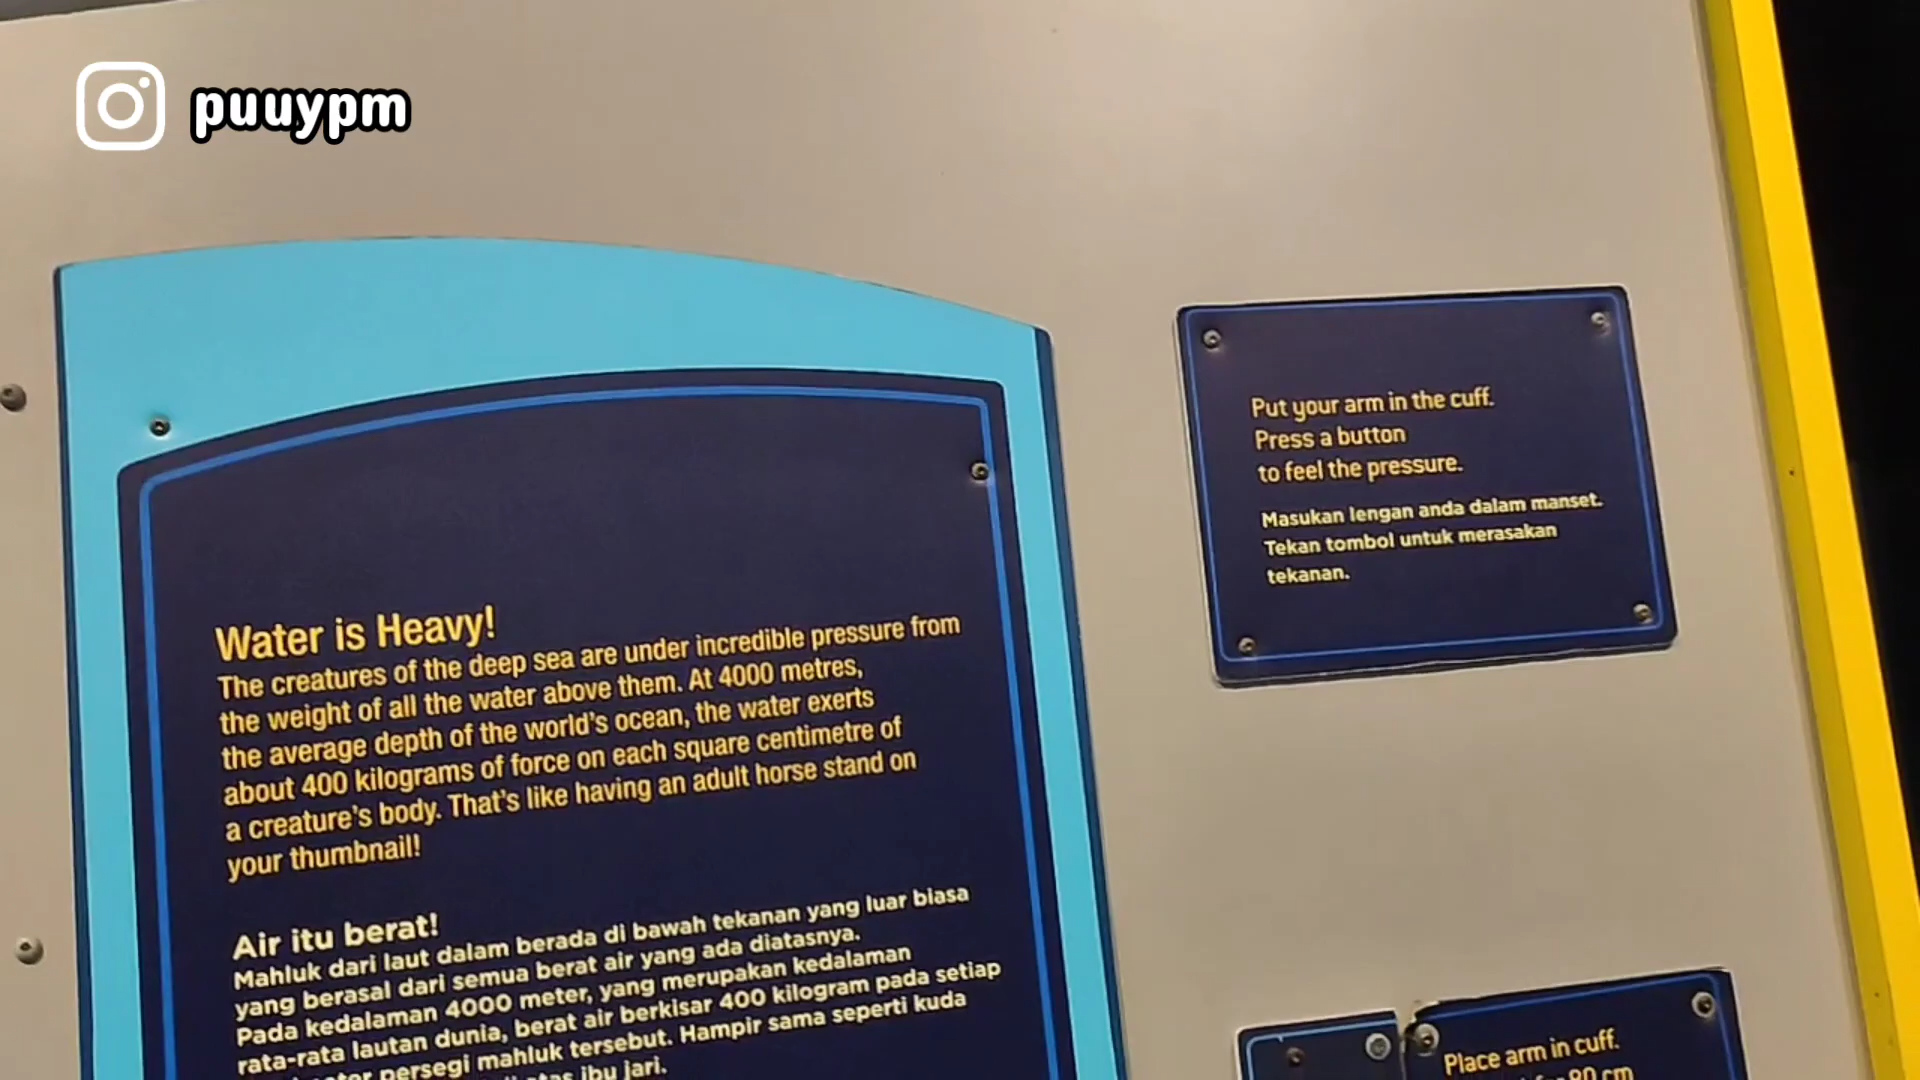 puuypm
Water is Heavy!
The creatures of the deep sea are under incredible pressure from
the weight of all the water above them. At 4000 metres,
the average depth of the world's ocean, the water exerts
about 400 kilograms of force on each square centimetre of
a creature's body. That's like having an adult horse stand on
your thumbnail!
Air itu berat!
Mahluk dari laut dalam berada di bawah tekanan yang luar biasa
yang berasal dari semua berat air yang ada diatasnya.
Pada kedalaman 4000 meter, yang merupakan kedalaman
rata-rata lautan dunia, berat air berkisar 400 kilogram pada setiap
persegi mahluk tersebut. Hampir sama seperti kuda
ibu jari.
Put your arm in the cuff.
Press a button
to feel the pressure.
Masukan lengan anda dalam manset.
Tekan tombol untuk merasakan
tekanan.
Place arm in cuff.
80 cm